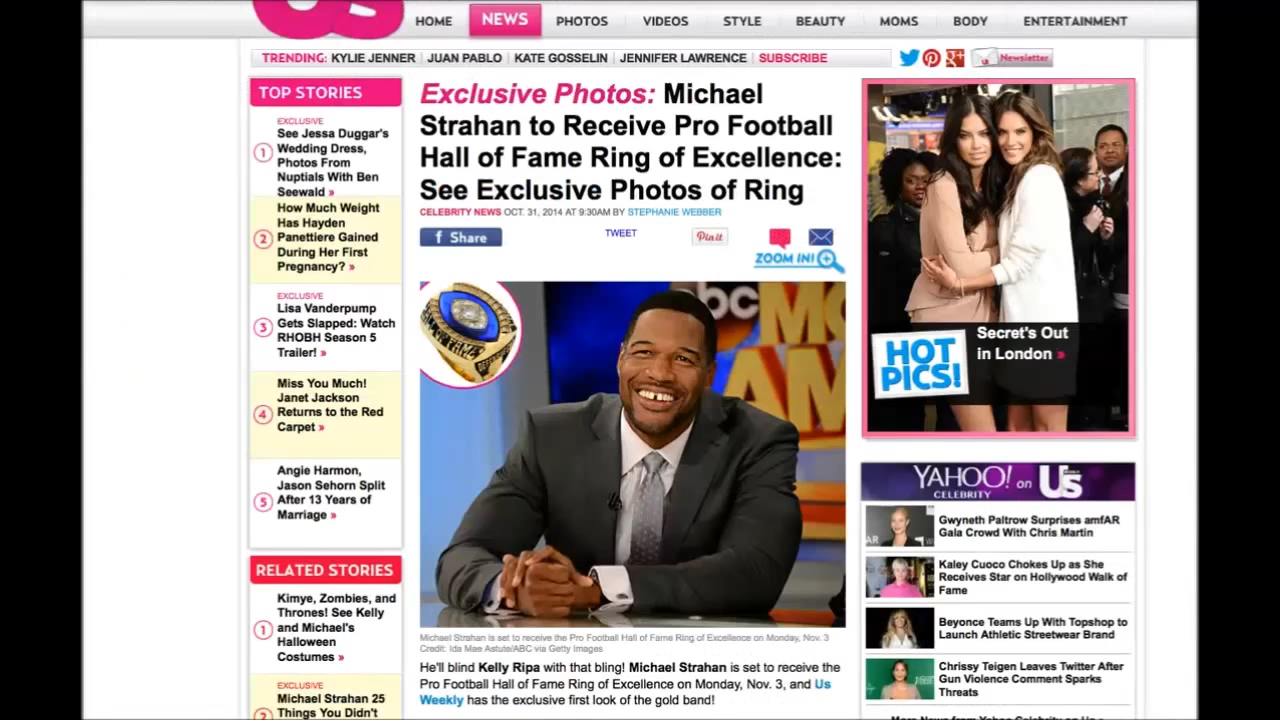 Us
HOME NEWS PHOTOS VIDEOS STYLE BEAUTY MOMS BODY ENTERTAINMENT
TRENDING: KYLIE JENNER JUAN PABLO KATE GOSSELIN JENNIFER LAWRENCE SUBSCRIBE
Newsletter
TOP STORIES
EXCLUSIVE
1
See Jessa Duggar's
Wedding Dress,
Photos From
Nuptials With Ben
Seewald »
2
How Much Weight
Has Hayden
Panettiere Gained
During Her First
Pregnancy? »
EXCLUSIVE
3
Lisa Vanderpump
Gets Slapped: Watch
RHOBH Season 5
Trailer! »
4
Miss You Much!
Janet Jackson
Returns to the Red
Carpet »
5
Angie Harmon,
Jason Sehorn Split
After 13 Years of
Marriage »
RELATED STORIES
1
Kimye, Zombies, and
Thrones! See Kelly
and Michael's
Halloween
Costumes »
EXCLUSIVE
2
Michael Strahan 25
Things You Didn't
Exclusive Photos: Michael
Strahan to Receive Pro Football
Hall of Fame Ring of Excellence:
See Exclusive Photos of Ring
CELEBRITY NEWS OCT. 31, 2014 AT 9:30AM BY STEPHANIE WEBBER
f Share
TWEET
Pin it
ZOOM IN!
abc
Michael Strahan is set to receive the Pro Football Hall of Fame Ring of Excellence on Monday, Nov. 3
Credit: Ida Mae Astute/ABC via Getty Images
He'll blind Kelly Ripa with that bling! Michael Strahan is set to receive the
Pro Football Hall of Fame Ring of Excellence on Monday, Nov. 3, and Us
Weekly has the exclusive first look of the gold band!
HOT
PICS!
Secret's Out
in London »
YAHOO! on Us
CELEBRITY
Gwyneth Paltrow Surprises amfAR
Gala Crowd With Chris Martin
Kaley Cuoco Chokes Up as She
Receives Star on Hollywood Walk of
Fame
Beyonce Teams Up With Topshop to
Launch Athletic Streetwear Brand
Chrissy Teigen Leaves Twitter After
Gun Violence Comment Sparks
Threats
More News from Yahoo Celebrity on Us »